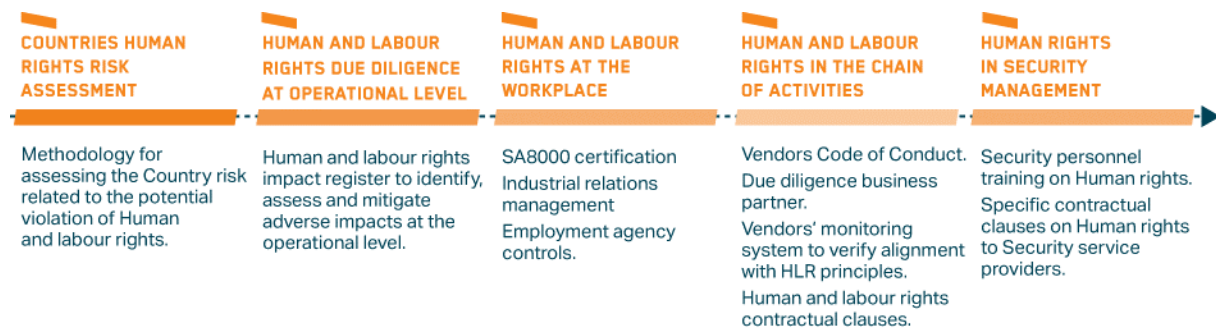 COUNTRIES HUMAN
RIGHTS RISK
ASSESSMENT
Methodology for
assessing the Country risk
related to the potential
violation of Human
and labour rights.
HUMAN AND LABOUR
RIGHTS DUE DILIGENCE
AT OPERATIONAL LEVEL
Human and labour rights
impact register to identify,
assess and mitigate
adverse impacts at the
operational level.
HUMAN AND LABOUR
RIGHTS AT THE
WORKPLACE
SA8000 certification
Industrial relations
management
Employment agency
controls.
HUMAN AND LABOUR
RIGHTS IN THE CHAIN
OF ACTIVITIES
Vendors Code of Conduct.
Due diligence business
partner.
Vendors’ monitoring
system to verify alignment
with HLR principles.
Human and labour rights
contractual clauses.
HUMAN RIGHTS
IN SECURITY
MANAGEMENT
Security personnel
training on Human rights.
Specific contractual
clauses on Human rights
to Security service
providers.